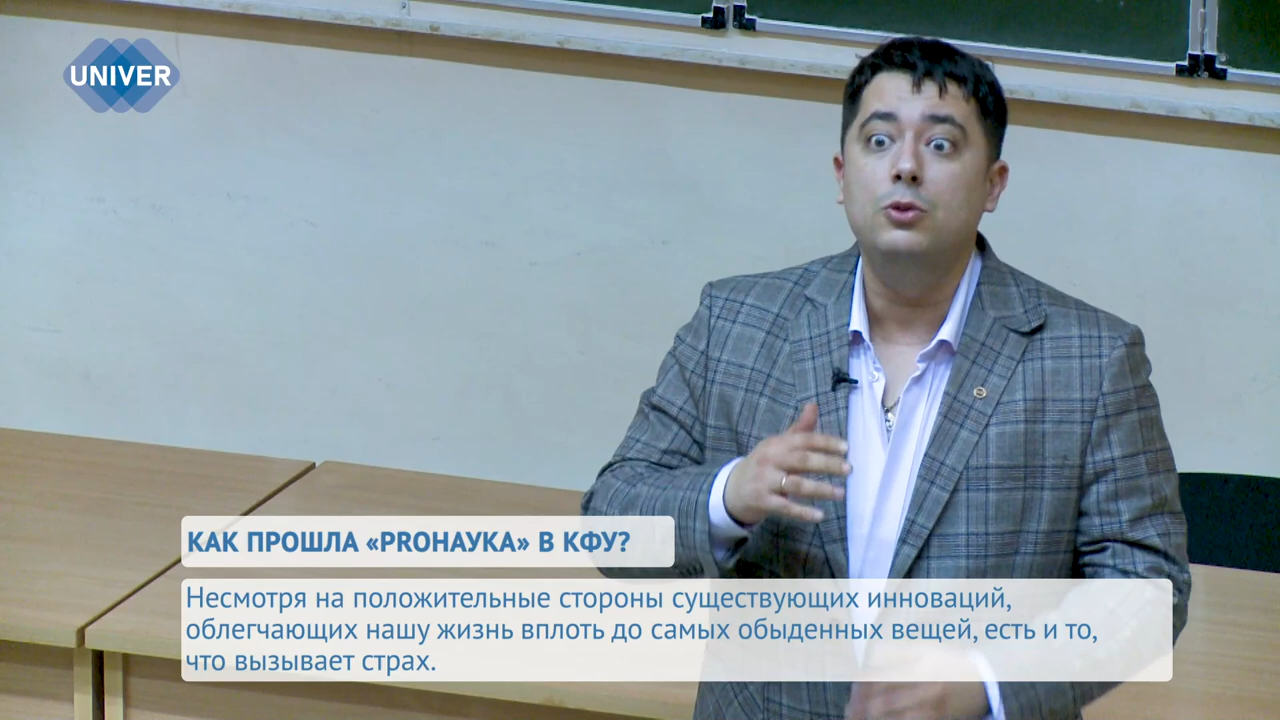 UNIVER
КАК ПРОШЛА «PROНАУКА» В КФУ?
Несмотря на положительные стороны существующих инноваций,
облегчающих нашу жизнь вплоть до самых обыденных вещей, есть и то,
что вызывает страх.